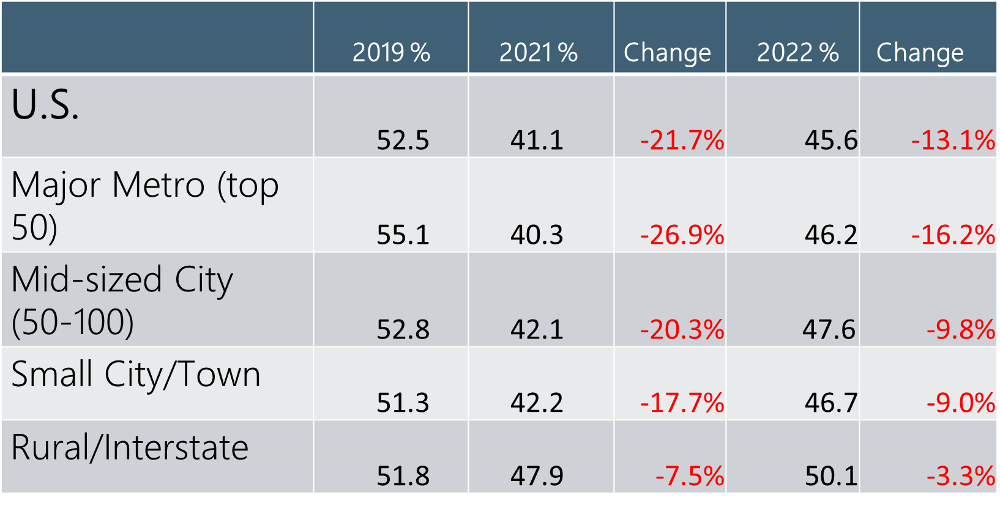 2019 % 2021 % Change 2022 % Change
U.S.
52.5 41.1 -21.7% 45.6 -13.1%
Major Metro (top
50)
55.1 40.3 -26.9% 46.2 -16.2%
Mid-sized City
(50-100)
52.8 42.1 -20.3% 47.6 -9.8%
Small City/Town
51.3 42.2 -17.7% 46.7 -9.0%
Rural/Interstate
51.8 47.9 -7.5% 50.1 -3.3%